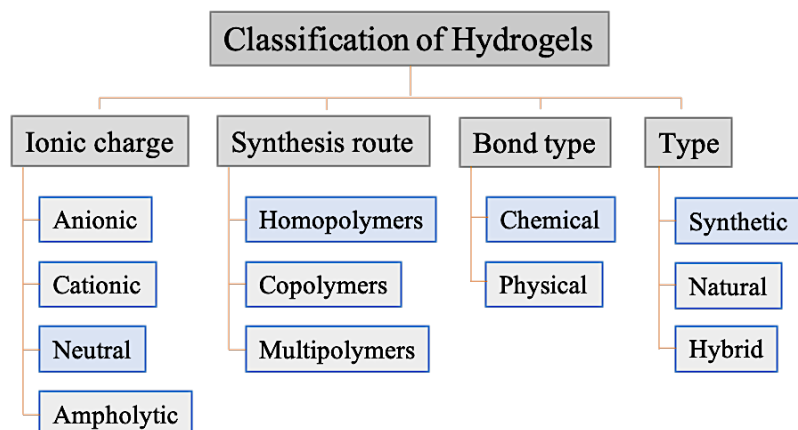 Classification of Hydrogels
Ionic charge
Anionic
Cationic
Neutral
Ampholytic
Synthesis route
Homopolymers
Copolymers
Multipolymers
Bond type
Chemical
Physical
Type
Synthetic
Natural
Hybrid